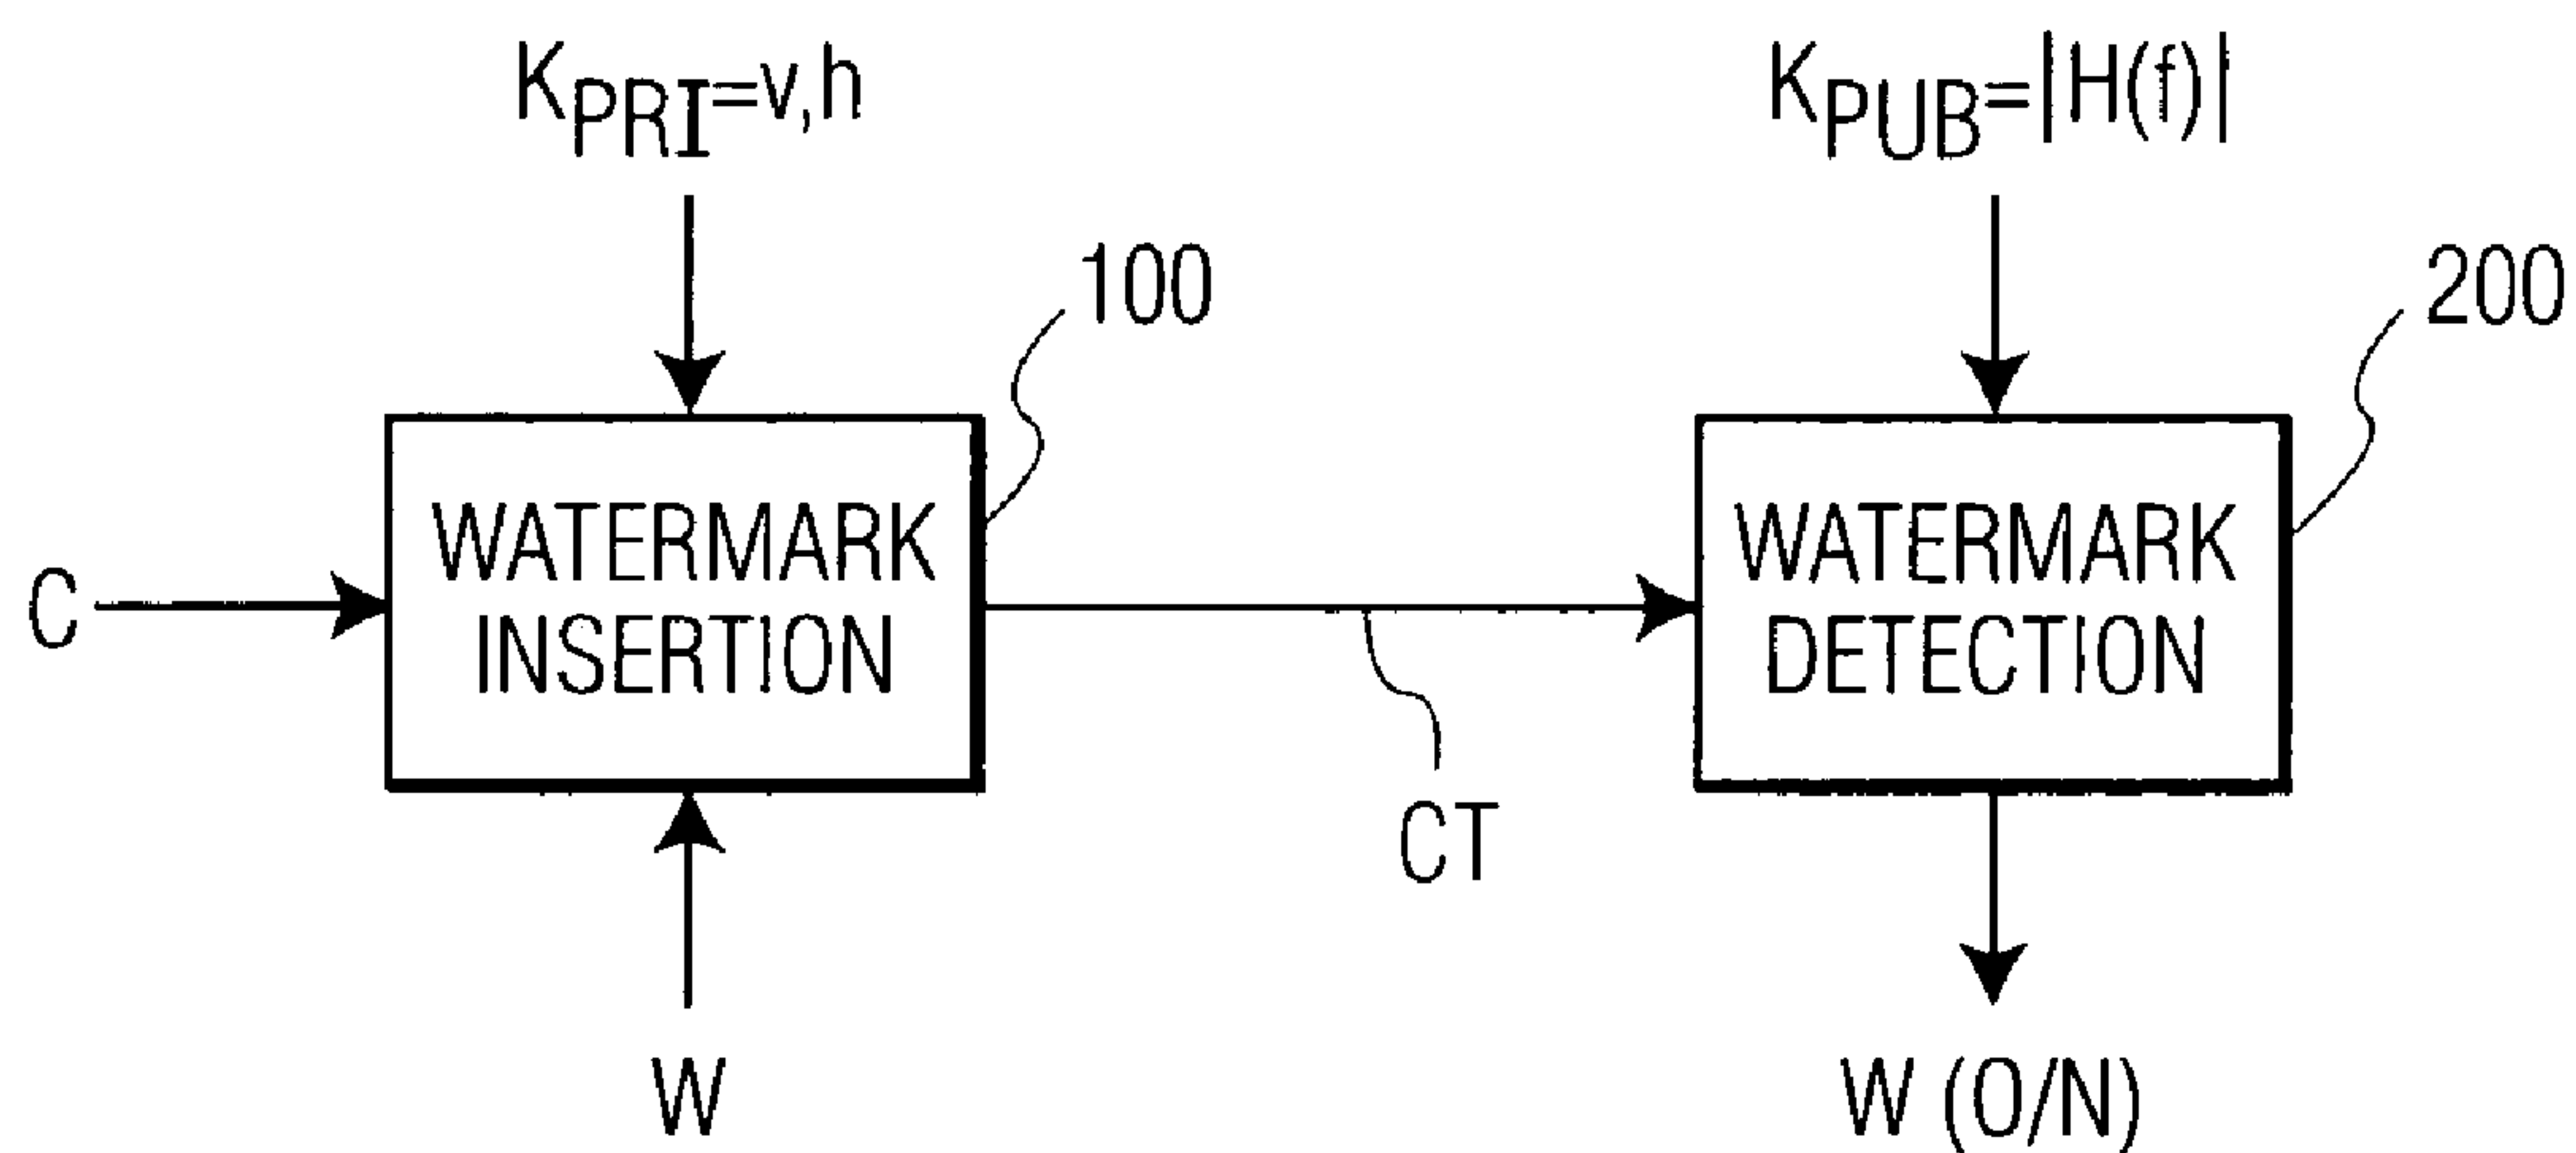 K_PRI=v,h
K_PUB=|H(f)|
100
200
C
WATERMARK
INSERTION
WATERMARK
DETECTION
CT
W
W (O/N)